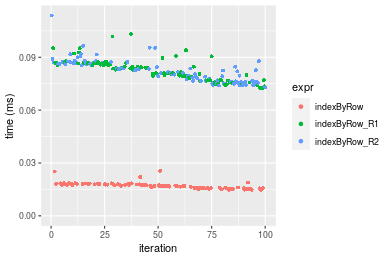 0.09
0.06
0.03
0.00
time (ms)
0
25
50
75
100
iteration
expr
indexByRow
indexByRow_R1
indexByRow_R2